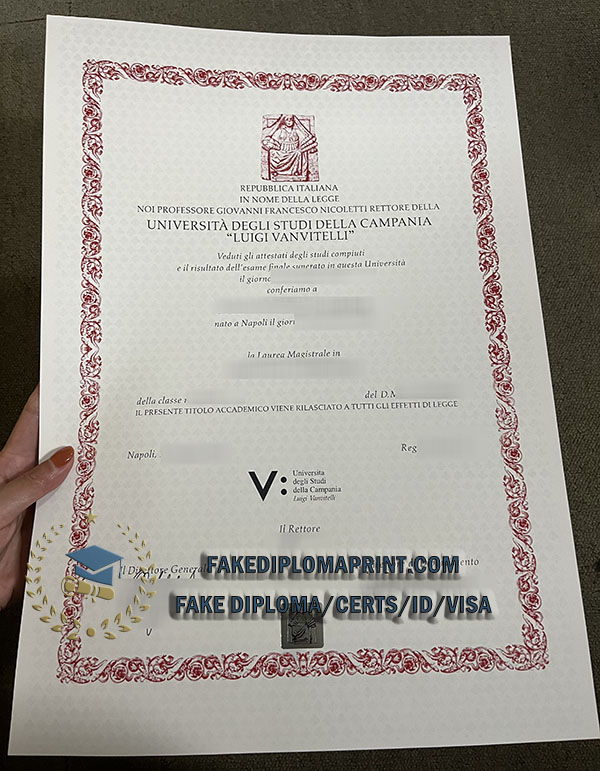 REPUBBLICA ITALIANA
IN NOME DELLA LEGGE
NOI PROFESSORE GIOVANNI FRANCESCO NICOLETTI RETTORE DELLA
UNIVERSITÀ DEGLI STUDI DELLA CAMPANIA
“LUIGI VANVITELLI”
Veduti gli attestati degli studi compiuti
e il risultato dell'esame finale superato in questa Università
il giorno
conferiamo a
nato a Napoli il
la Laurea Magistrale in
della classe del D.M
IL PRESENTE TITOLO ACCADEMICO VIENE RILASCIATO A TUTTI GLI EFFETTI DI LEGGE
Napoli, Reg
V:
Università
degli Studi
della Campania
Luigi Vanvitelli
Il Rettore
Il Direttore
FAKEDIPLOMAPRINT.COM
FAKE DIPLOMA/CERTS/ID/VISA